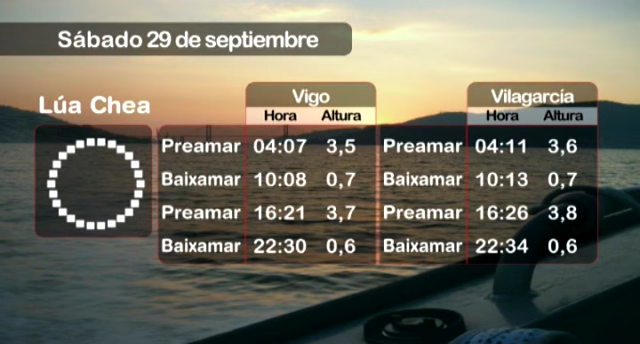 Sábado 29 de septiembre
Lúa Chea
Vigo
Hora Altura
Preamar 04:07 3,5
Baixamar 10:08 0,7
Preamar 16:21 3,7
Baixamar 22:30 0,6
Vilagarcía
Hora Altura
Preamar 04:11 3,6
Baixamar 10:13 0,7
Preamar 16:26 3,8
Baixamar 22:34 0,6